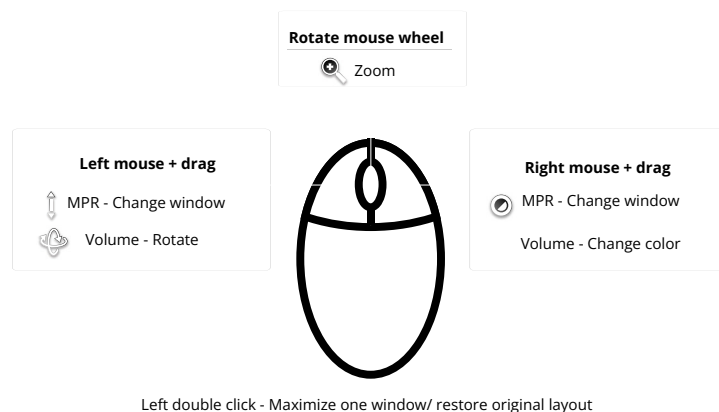 Rotate mouse wheel
Zoom
Left mouse + drag
MPR - Change window
Volume - Rotate
Right mouse + drag
MPR - Change window
Volume - Change color
Left double click - Maximize one window/ restore original layout